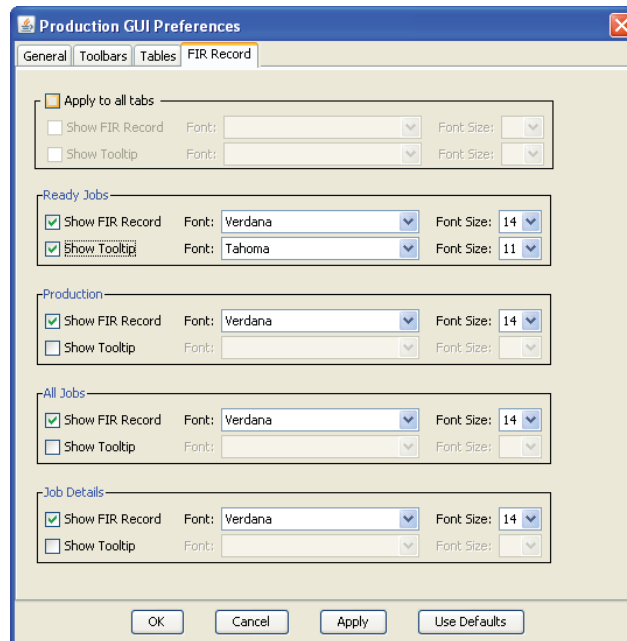 Production GUI Preferences
General Toolbars Tables FIR Record
Apply to all tabs
Show FIR Record Font: Font Size:
Show Tooltip Font: Font Size:
Ready Jobs
Show FIR Record Font: Verdana Font Size: 14
Show Tooltip Font: Tahoma Font Size: 11
Production
Show FIR Record Font: Verdana Font Size: 14
Show Tooltip Font: Font Size:
All Jobs
Show FIR Record Font: Verdana Font Size: 14
Show Tooltip Font: Font Size:
Job Details
Show FIR Record Font: Verdana Font Size: 14
Show Tooltip Font: Font Size:
OK Cancel Apply Use Defaults